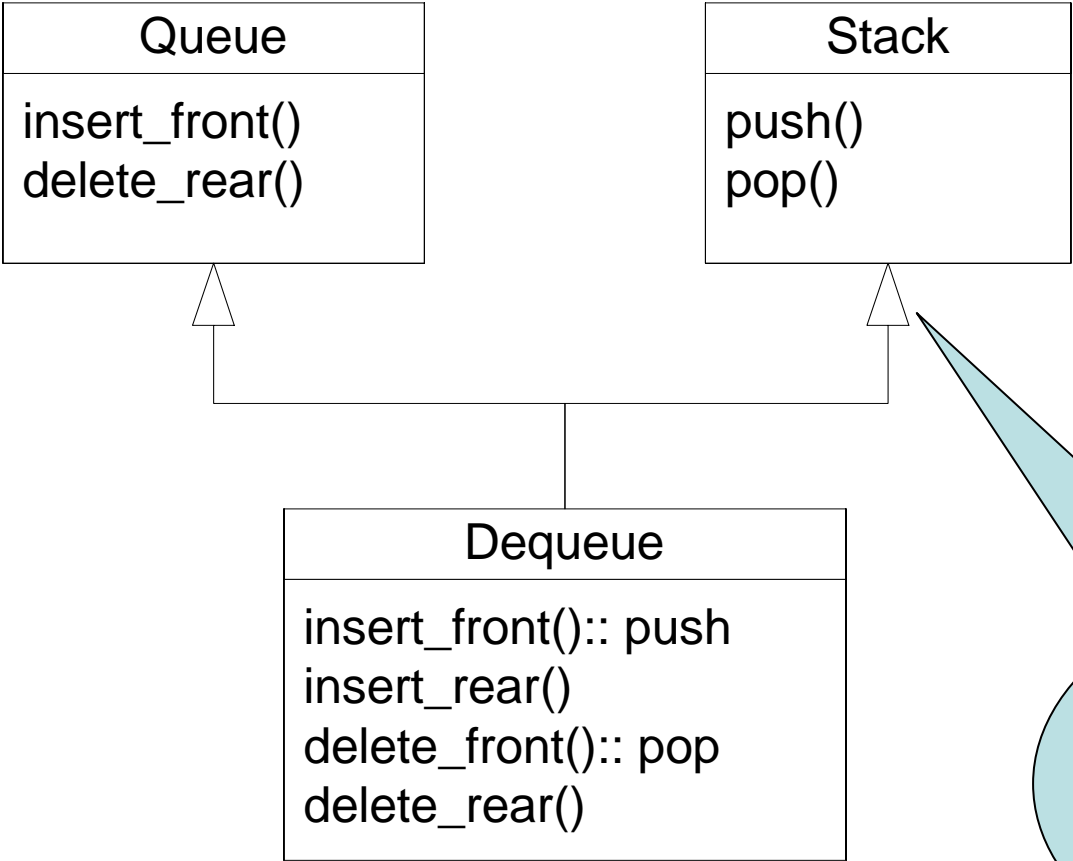 Queue
insert_front()
delete_rear()
Stack
push()
pop()
Dequeue
insert_front():: push
insert_rear()
delete_front():: pop
delete_rear()